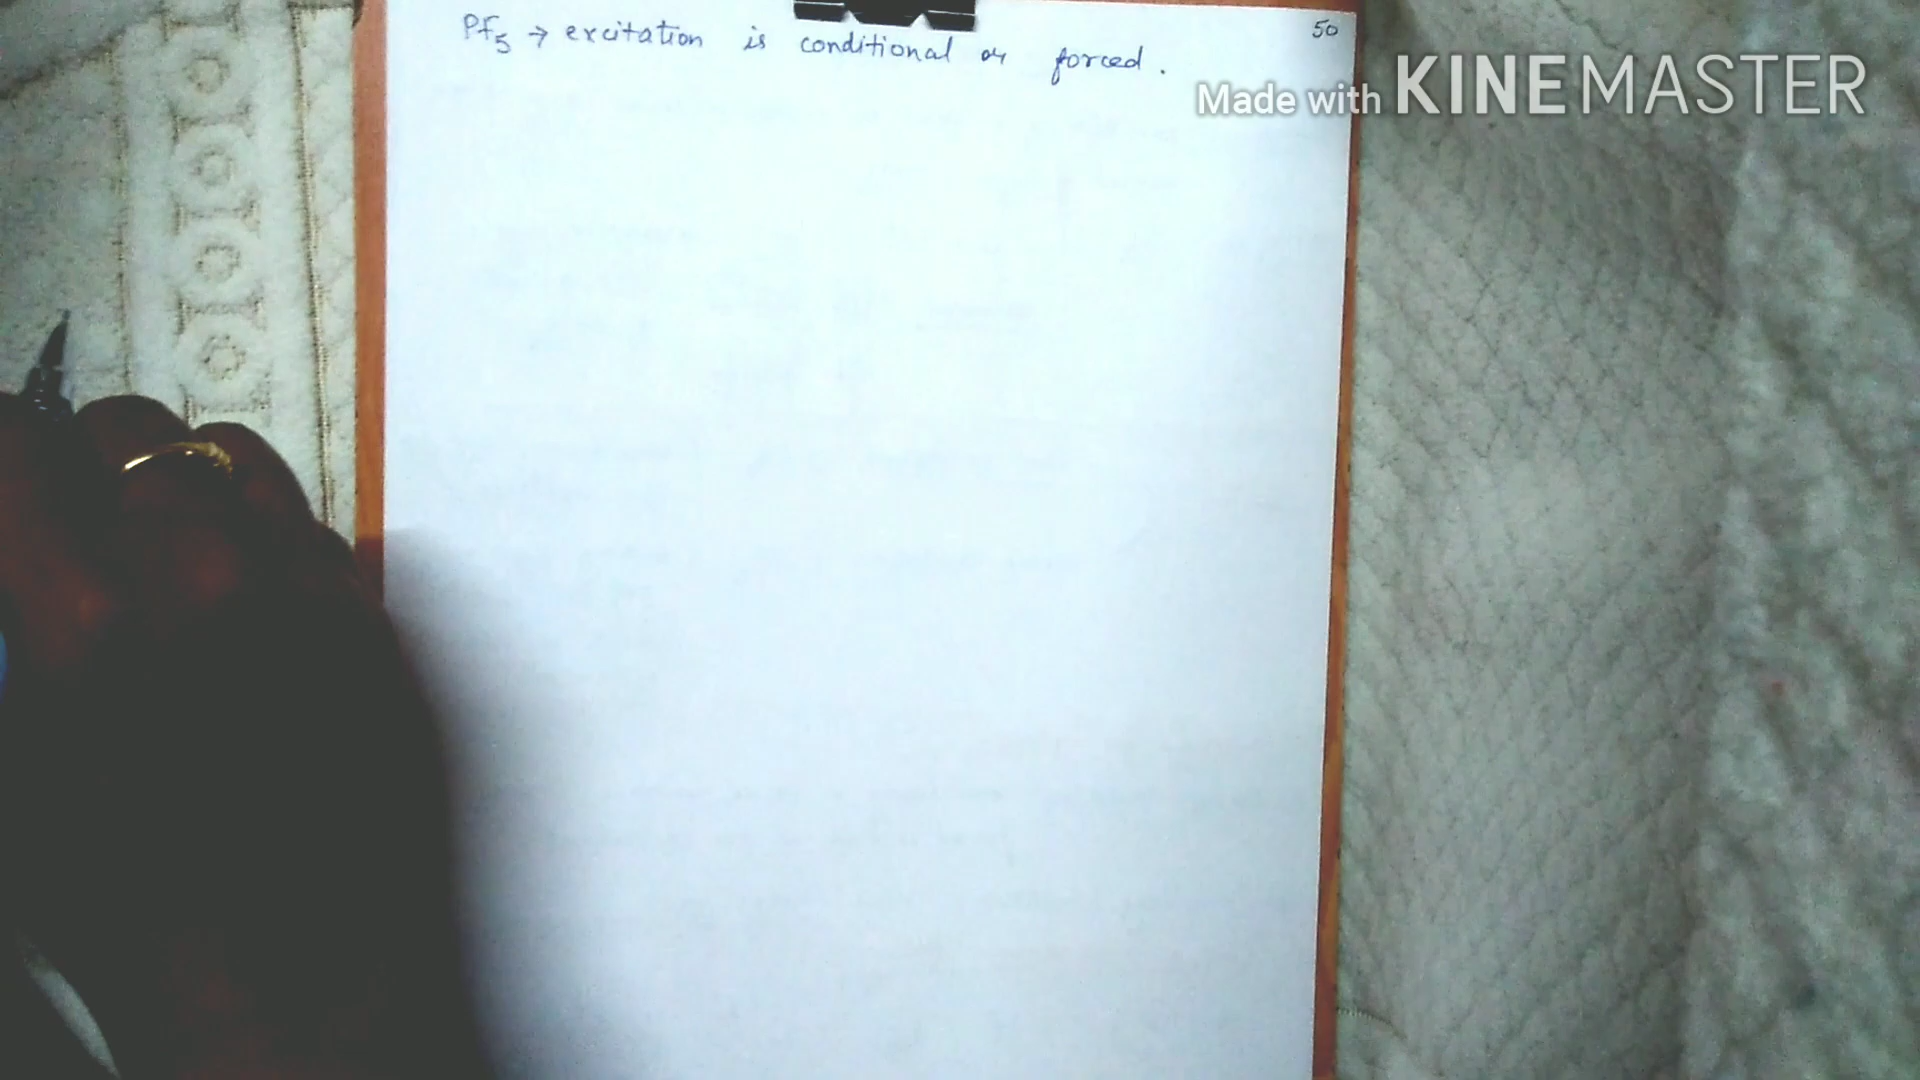 50
Pf5 → excitation is conditional or forced.
Made with KINEMASTER